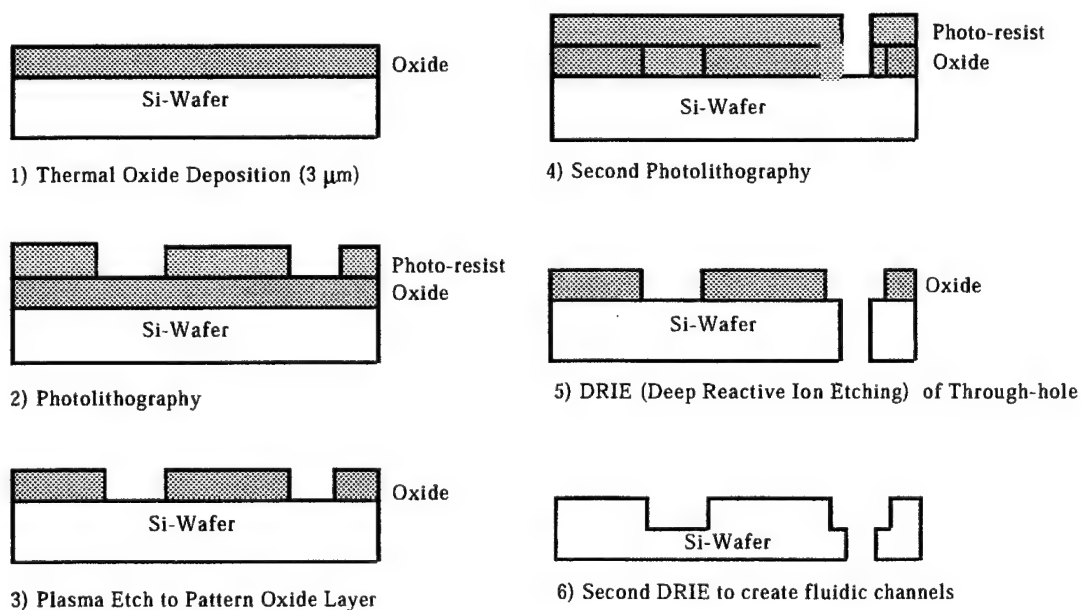 Oxide
Si-Wafer
1) Thermal Oxide Deposition (3 μm)
Photo-resist
Oxide
Si-Wafer
2) Photolithography
Oxide
Si-Wafer
3) Plasma Etch to Pattern Oxide Layer
Photo-resist
Oxide
Si-Wafer
4) Second Photolithography
Oxide
Si-Wafer
5) DRIE (Deep Reactive Ion Etching) of Through-hole
Si-Wafer
6) Second DRIE to create fluidic channels